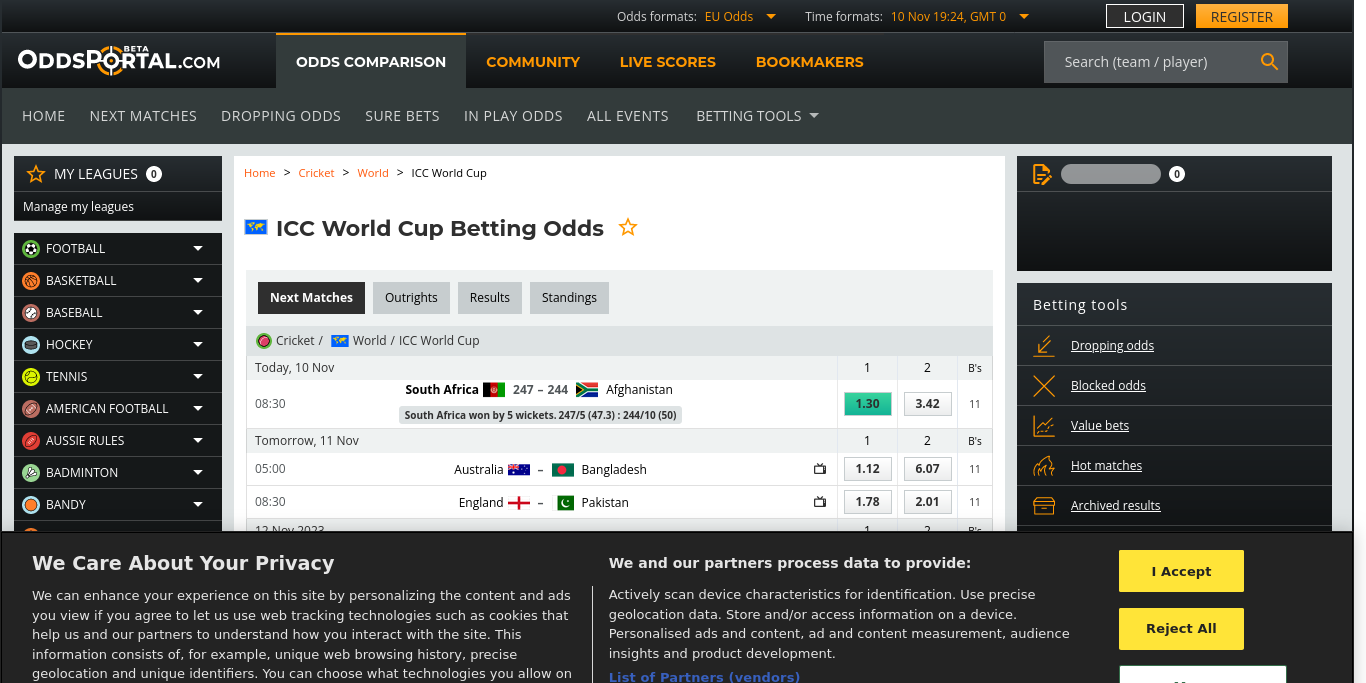 Odds formats: EU Odds Time formats: 10 Nov 19:24, GMT 0 LOGIN REGISTER
ODDSPORTAL.COM BETA ODDS COMPARISON COMMUNITY LIVE SCORES BOOKMAKERS Search (team / player)
HOME NEXT MATCHES DROPPING ODDS SURE BETS IN PLAY ODDS ALL EVENTS BETTING TOOLS
MY LEAGUES 0
Manage my leagues
FOOTBALL
BASKETBALL
BASEBALL
HOCKEY
TENNIS
AMERICAN FOOTBALL
AUSSIE RULES
BADMINTON
BANDY
Home > Cricket > World > ICC World Cup
ICC World Cup Betting Odds
Next Matches Outrights Results Standings
Cricket / World / ICC World Cup
Today, 10 Nov 1 2 B's
South Africa 247 – 244 Afghanistan
08:30 1.30 3.42 11
South Africa won by 5 wickets. 247/5 (47.3) : 244/10 (50)
Tomorrow, 11 Nov 1 2 B's
05:00 Australia – Bangladesh 1.12 6.07 11
08:30 England – Pakistan 1.78 2.01 11
12 Nov 2023 1 2 B's
0
Betting tools
Dropping odds
Blocked odds
Value bets
Hot matches
Archived results
We Care About Your Privacy
We can enhance your experience on this site by personalizing the content and ads
you view if you agree to let us use web tracking technologies such as cookies that
help us and our partners to understand how you interact with the site. This
information consists of, for example, unique web browsing history, precise
geolocation and unique identifiers. You can choose what technologies you allow on
We and our partners process data to provide:
Actively scan device characteristics for identification. Use precise
geolocation data. Store and/or access information on a device.
Personalised ads and content, ad and content measurement, audience
insights and product development.
List of Partners (vendors)
I Accept
Reject All